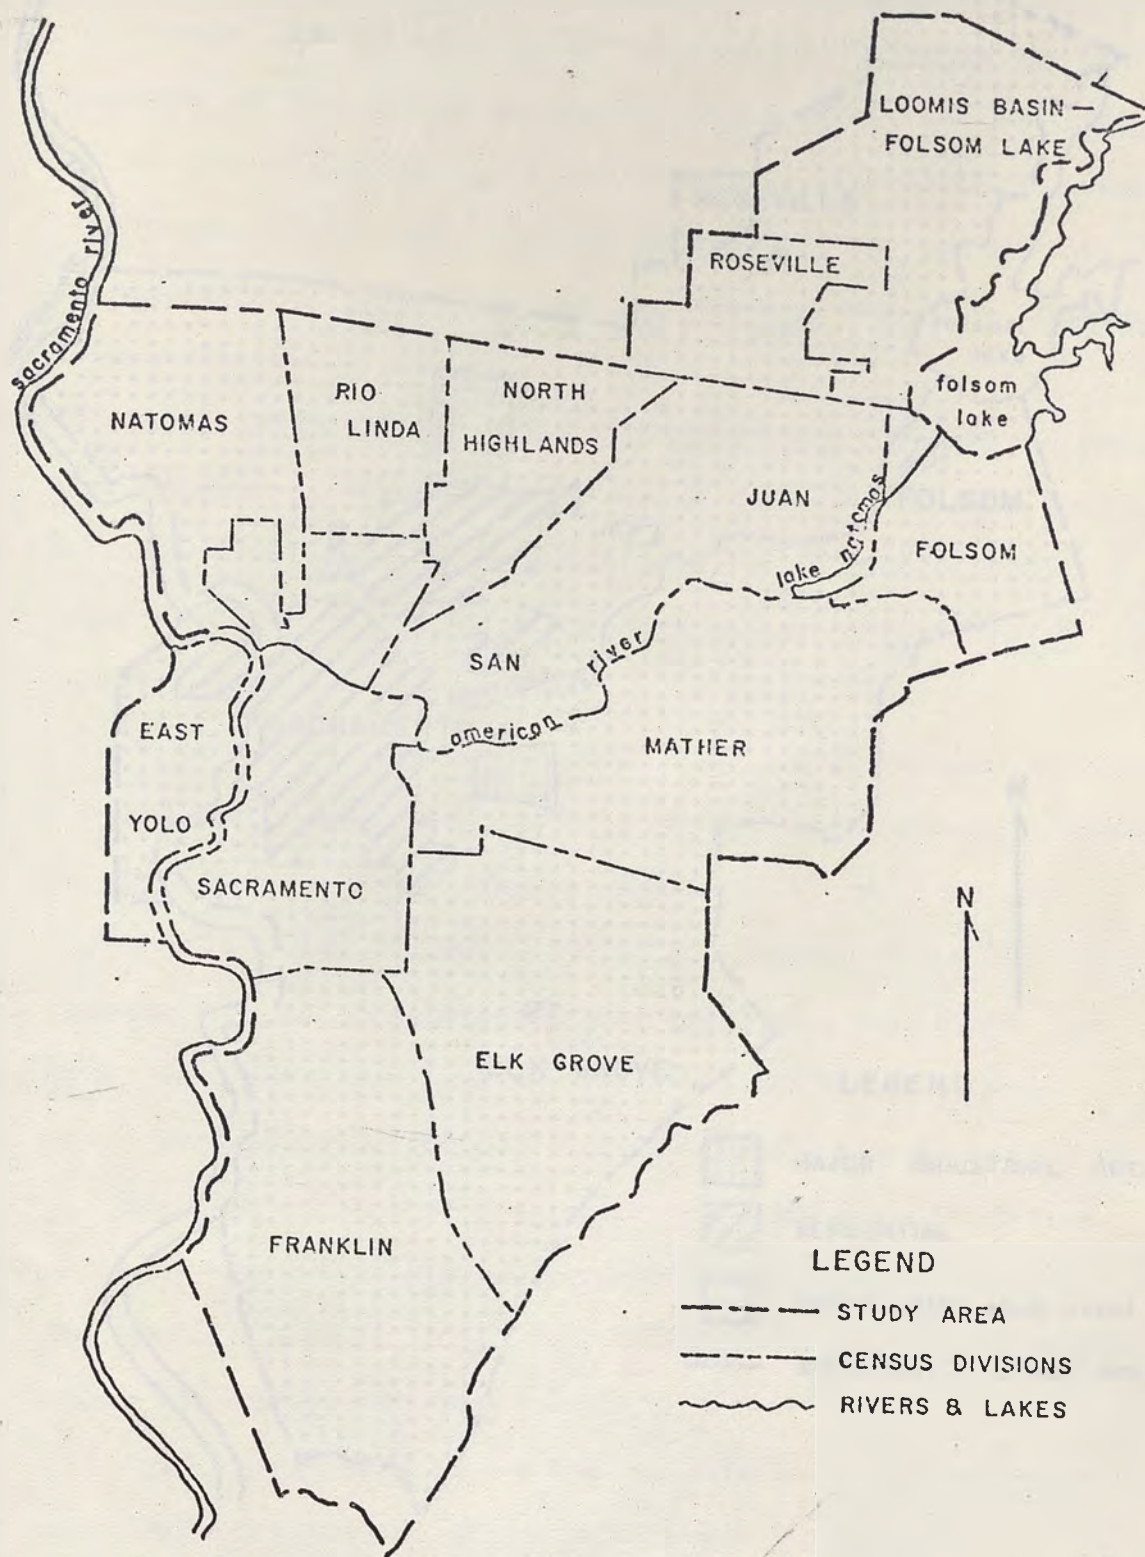 LOOMIS BASIN—
FOLSOM LAKE
ROSEVILLE
sacramento river
NATOMAS
RIO
LINDA
NORTH
HIGHLANDS
folsom
lake
JUAN
lake natomas
FOLSOM
SAN
american river
EAST
YOLO
MATHER
SACRAMENTO
N
ELK GROVE
FRANKLIN
LEGEND
STUDY AREA
CENSUS DIVISIONS
RIVERS & LAKES